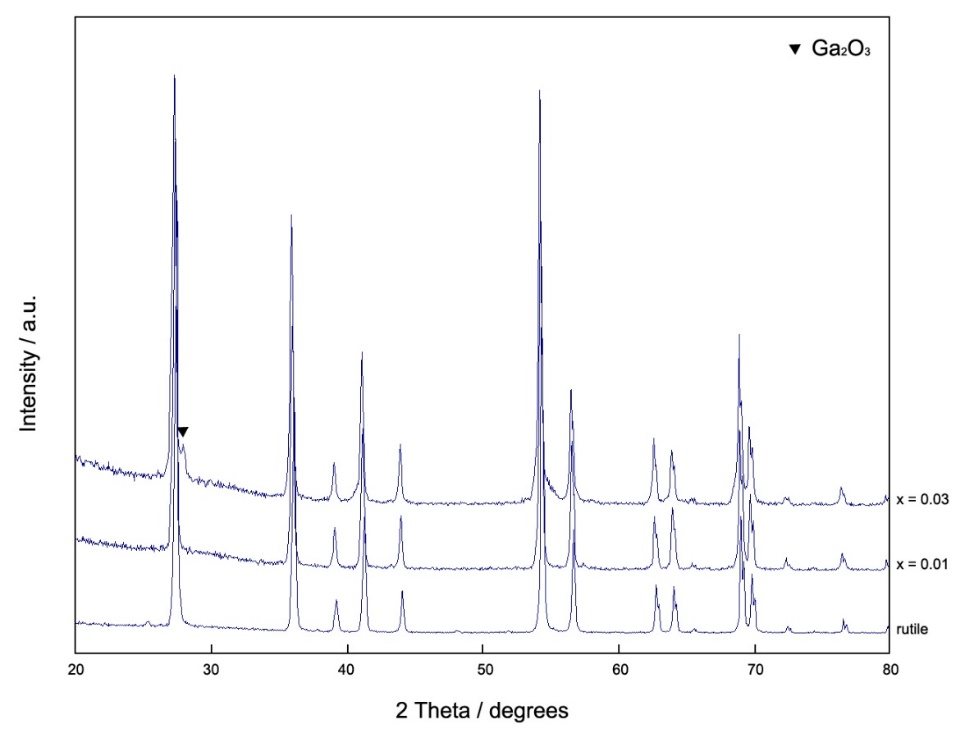 ▼ Ga₂O₃
Intensity / a.u.
x = 0.03
x = 0.01
rutile
20 30 40 50 60 70 80
2 Theta / degrees